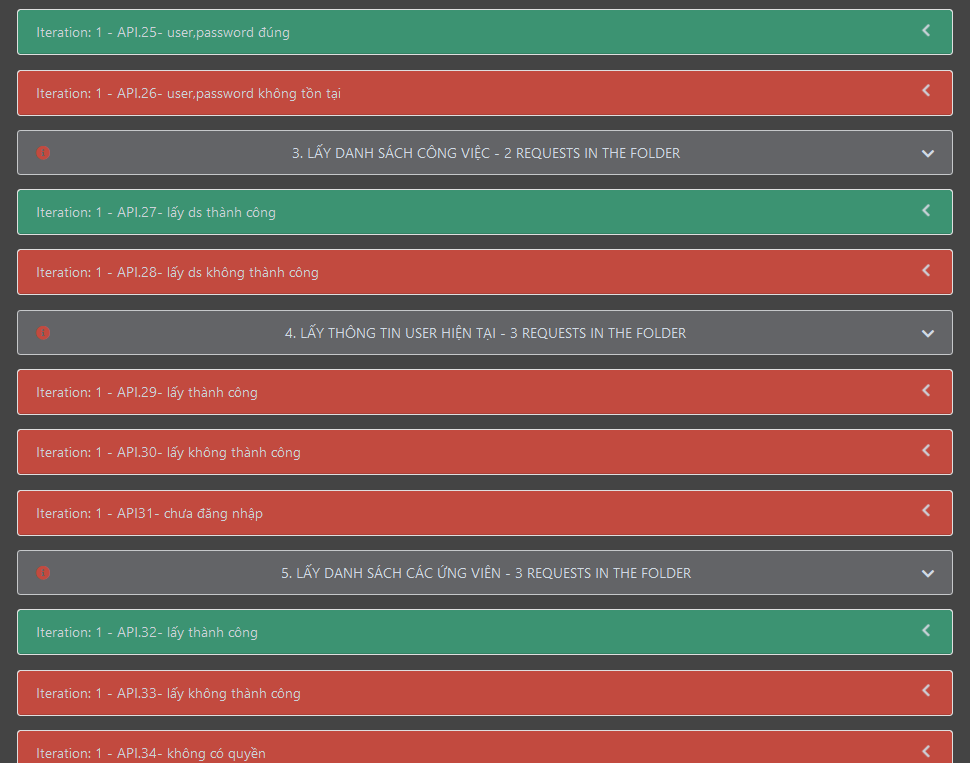 Iteration: 1 - API.25- user,password đúng
Iteration: 1 - API.26- user,password không tồn tại
3. LẤY DANH SÁCH CÔNG VIỆC - 2 REQUESTS IN THE FOLDER
Iteration: 1 - API.27- lấy ds thành công
Iteration: 1 - API.28- lấy ds không thành công
4. LẤY THÔNG TIN USER HIỆN TẠI - 3 REQUESTS IN THE FOLDER
Iteration: 1 - API.29- lấy thành công
Iteration: 1 - API.30- lấy không thành công
Iteration: 1 - API31- chưa đăng nhập
5. LẤY DANH SÁCH CÁC ỨNG VIÊN - 3 REQUESTS IN THE FOLDER
Iteration: 1 - API.32- lấy thành công
Iteration: 1 - API.33- lấy không thành công
Iteration: 1 - API.34- không có quyền